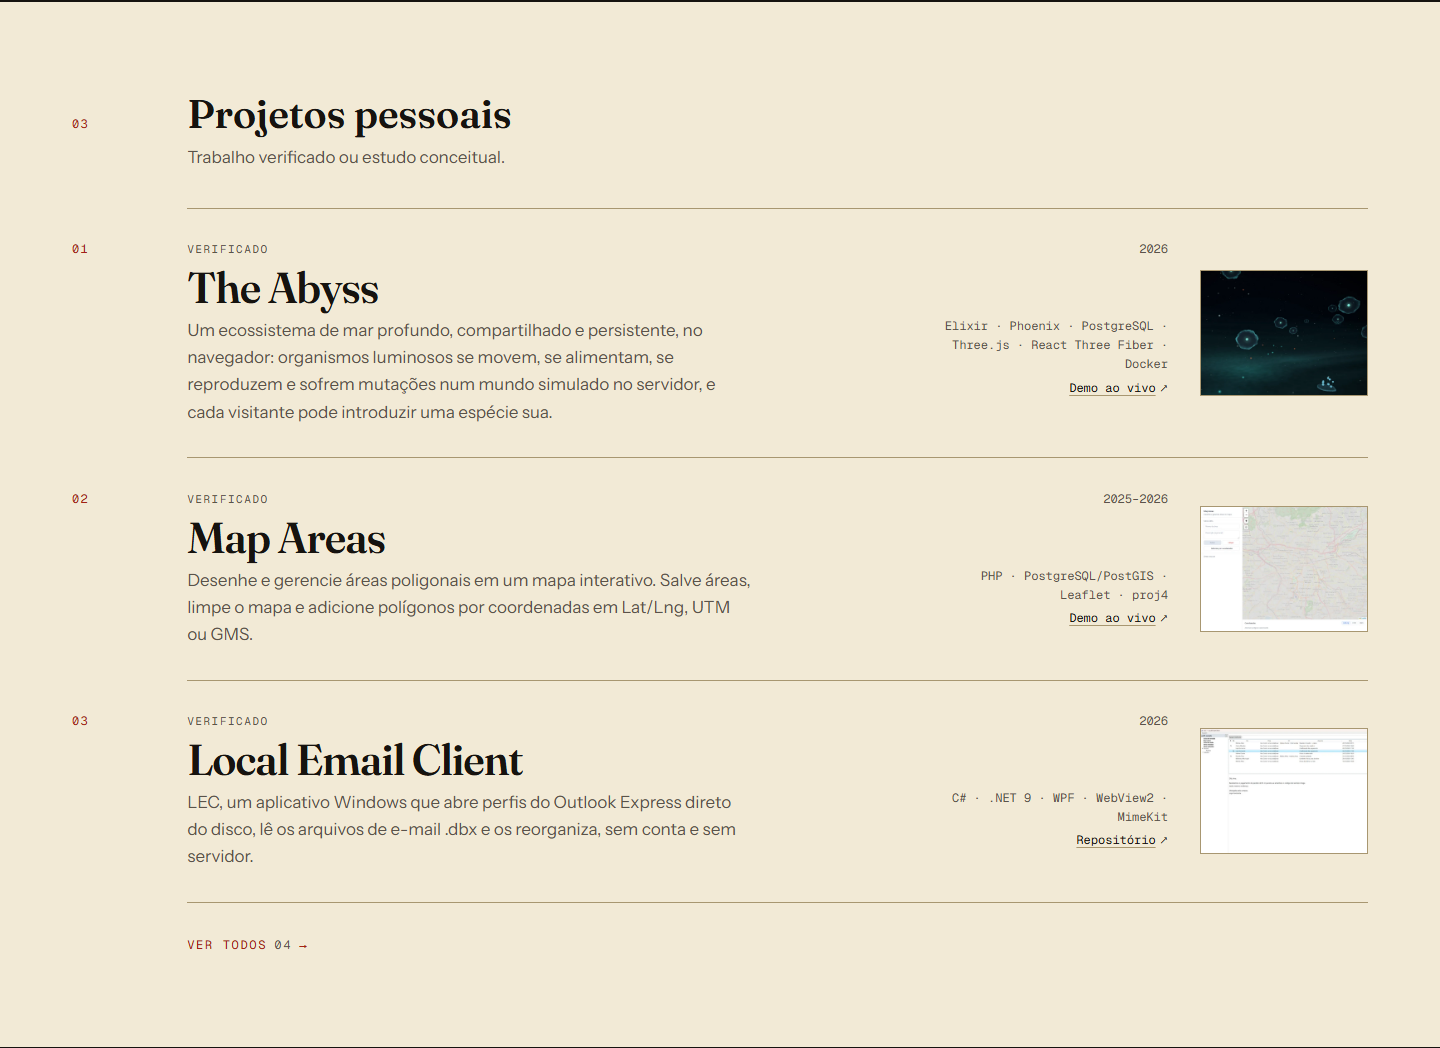 03
Projetos pessoais
Trabalho verificado ou estudo conceitual.
01
VERIFICADO
2026
The Abyss
Um ecossistema de mar profundo, compartilhado e persistente, no
navegador: organismos luminosos se movem, se alimentam, se
reproduzem e sofrem mutações num mundo simulado no servidor, e
cada visitante pode introduzir uma espécie sua.
Elixir · Phoenix · PostgreSQL ·
Three.js · React Three Fiber ·
Docker
Demo ao vivo ↗
02
VERIFICADO
2025–2026
Map Areas
Desenhe e gerencie áreas poligonais em um mapa interativo. Salve áreas,
limpe o mapa e adicione polígonos por coordenadas em Lat/Lng, UTM
ou GMS.
PHP · PostgreSQL/PostGIS ·
Leaflet · proj4
Demo ao vivo ↗
03
VERIFICADO
2026
Local Email Client
LEC, um aplicativo Windows que abre perfis do Outlook Express direto
do disco, lê os arquivos de e-mail .dbx e os reorganiza, sem conta e sem
servidor.
C# · .NET 9 · WPF · WebView2 ·
MimeKit
Repositório ↗
VER TODOS 04 →